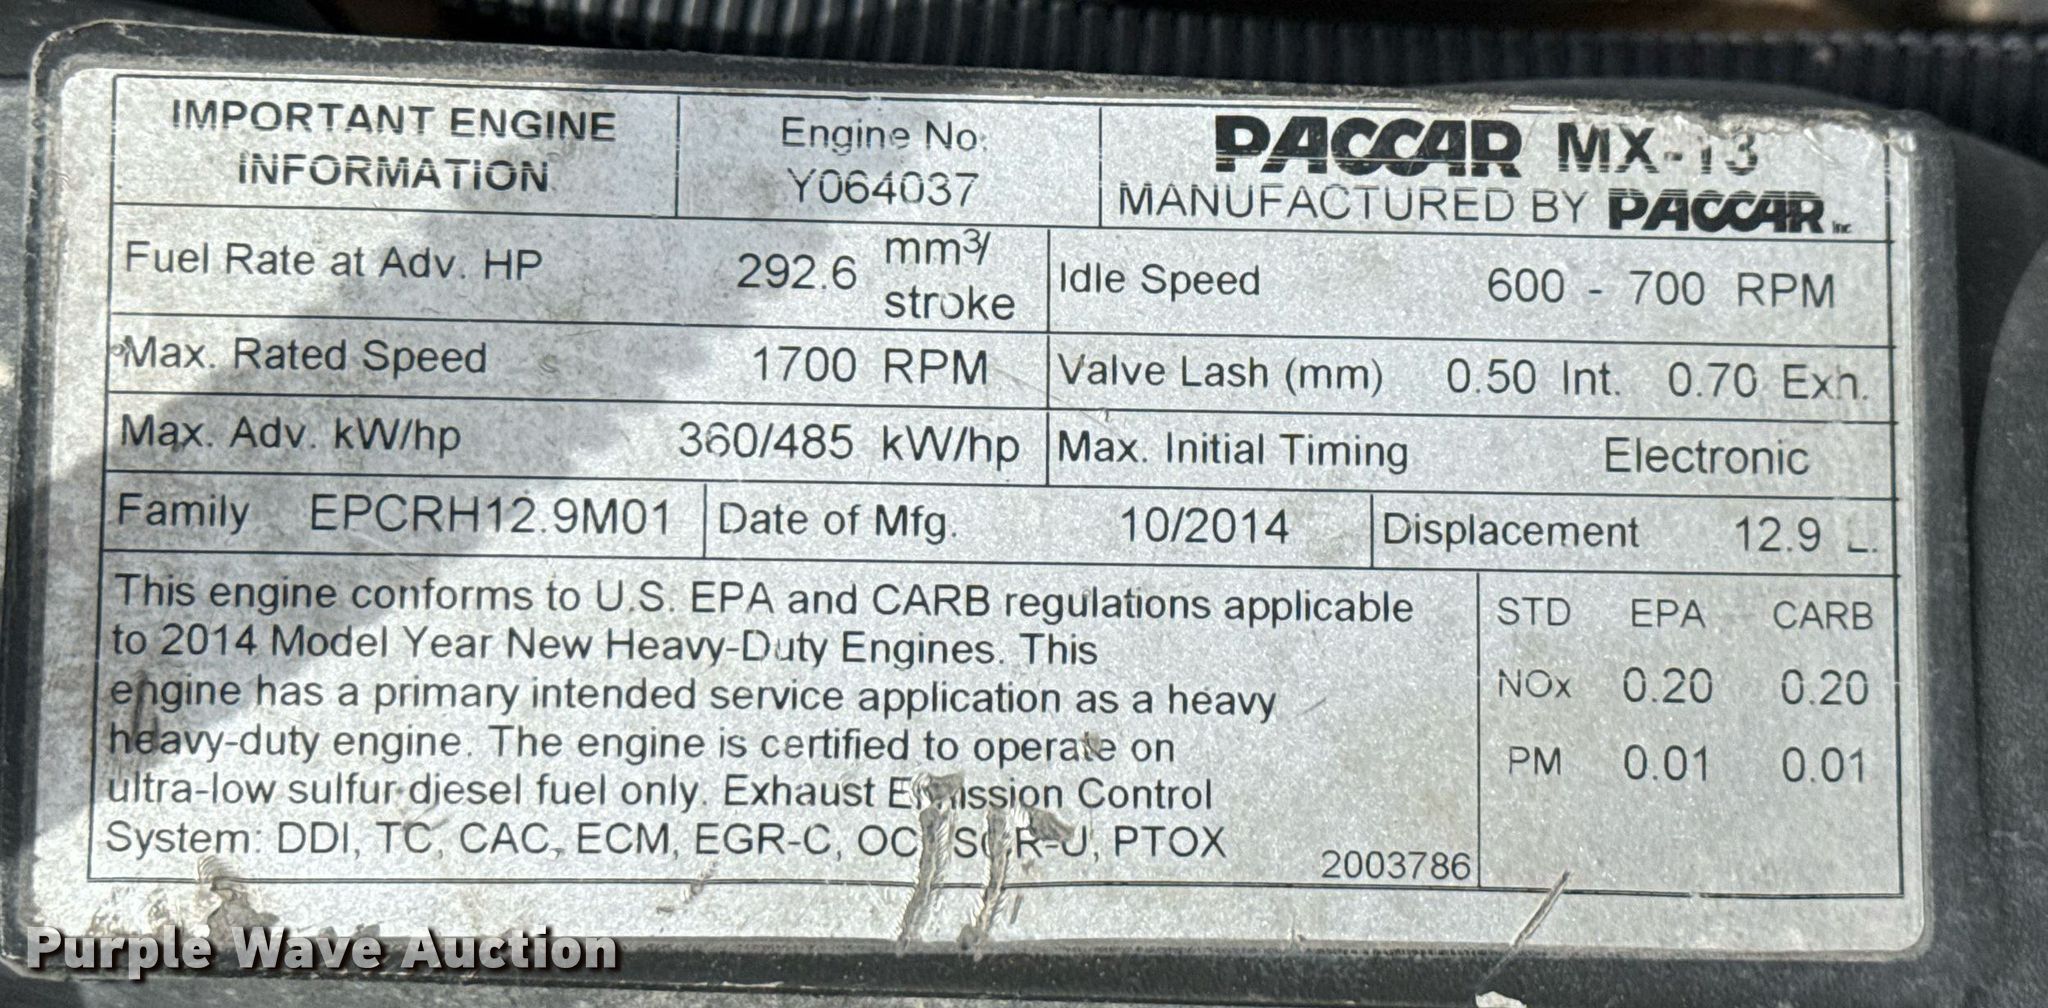 IMPORTANT ENGINE
INFORMATION
Engine No:
Y064037
PACCAR MX-13
MANUFACTURED BY PACCAR Inc
Fuel Rate at Adv. HP 292.6 mm³/
stroke
Idle Speed 600 - 700 RPM
Max. Rated Speed 1700 RPM
Valve Lash (mm) 0.50 Int. 0.70 Exh.
Max. Adv. kW/hp 360/485 kW/hp
Max. Initial Timing Electronic
Family EPCRH12.9M01
Date of Mfg. 10/2014
Displacement 12.9 L.
This engine conforms to U.S. EPA and CARB regulations applicable
to 2014 Model Year New Heavy-Duty Engines. This
engine has a primary intended service application as a heavy
heavy-duty engine. The engine is certified to operate on
ultra-low sulfur diesel fuel only. Exhaust Emission Control
System: DDI, TC, CAC, ECM, EGR-C, OC, SCR-U, PTOX
2003786
STD EPA CARB
NOx 0.20 0.20
PM 0.01 0.01
Purple Wave Auction